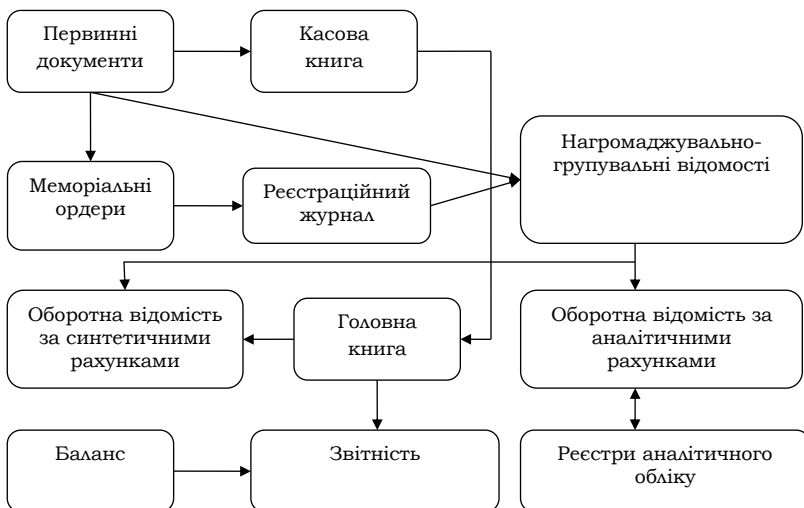 Первинні
документи
Касова
книга
Нагромаджувально-
групувальні відомості
Меморіальні
ордери
Реєстраційний
журнал
Оборотна відомість
за синтетичними
рахунками
Головна
книга
Оборотна відомість за
аналітичними
рахунками
Баланс
Звітність
Реєстри аналітичного
обліку